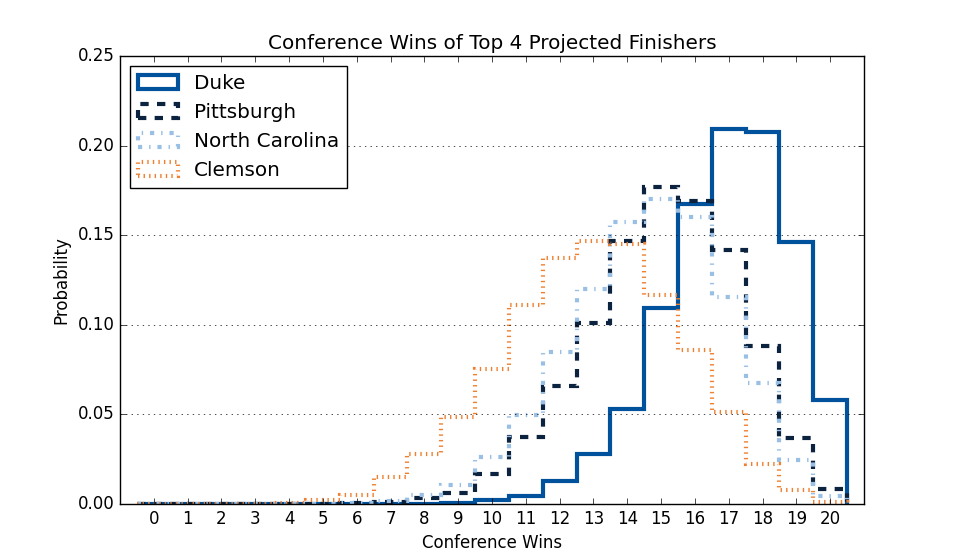 Conference Wins of Top 4 Projected Finishers
0.25
0.20
0.15
0.10
0.05
0.00
Probability
Duke
Pittsburgh
North Carolina
Clemson
0 1 2 3 4 5 6 7 8 9 10 11 12 13 14 15 16 17 18 19 20
Conference Wins